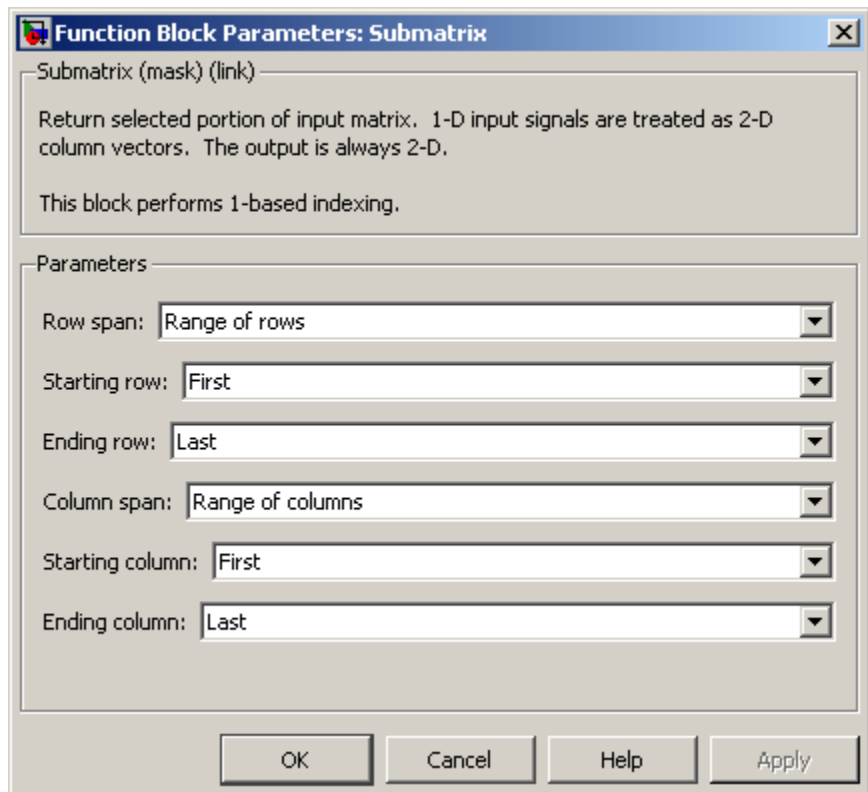 Function Block Parameters: Submatrix
Submatrix (mask) (link)
Return selected portion of input matrix.  1-D input signals are treated as 2-D
column vectors.  The output is always 2-D.
This block performs 1-based indexing.
Parameters
Row span: Range of rows
Starting row: First
Ending row: Last
Column span: Range of columns
Starting column: First
Ending column: Last
OK Cancel Help Apply